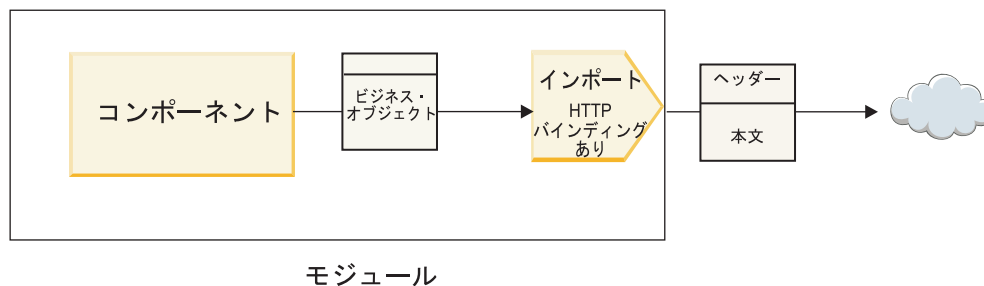 コンポーネント
ビジネス・
オブジェクト
インポート
HTTP
バインディング
あり
ヘッダー
本文
モジュール